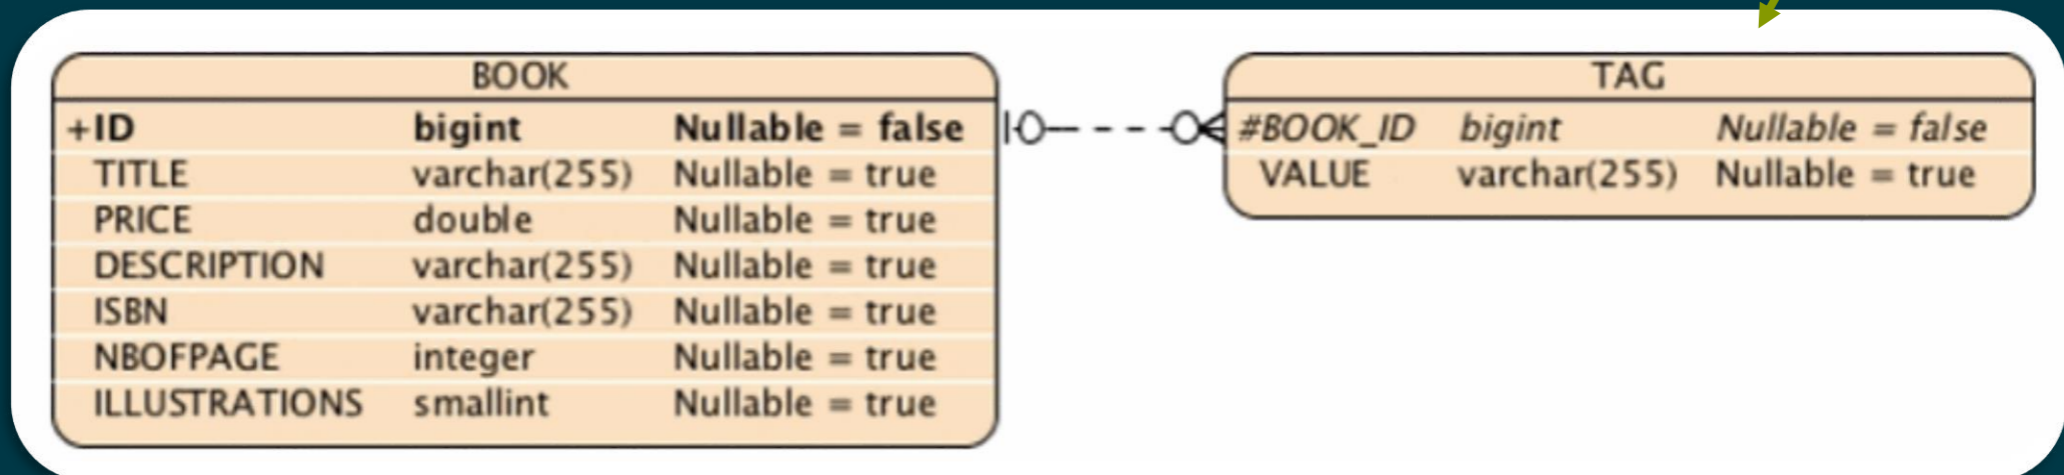 BOOK
+ID bigint Nullable = false
TITLE varchar(255) Nullable = true
PRICE double Nullable = true
DESCRIPTION varchar(255) Nullable = true
ISBN varchar(255) Nullable = true
NBOFPAGE integer Nullable = true
ILLUSTRATIONS smallint Nullable = true
TAG
#BOOK_ID bigint Nullable = false
VALUE varchar(255) Nullable = true